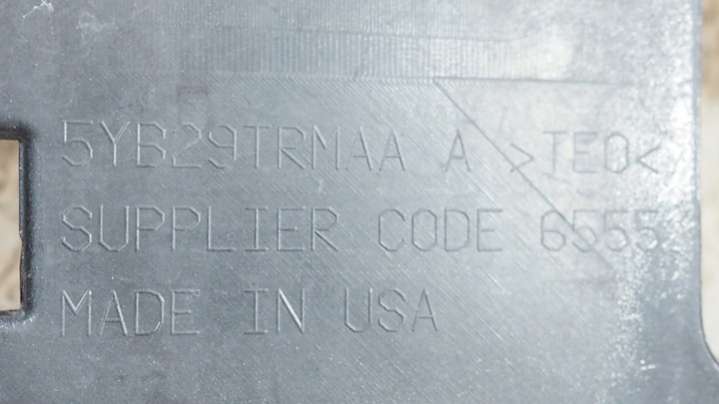 5YB29TRMAA A >TEO<
SUPPLIER CODE 6555
MADE IN USA